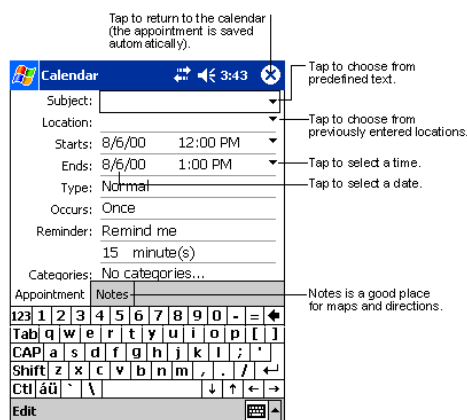 Tap to return to the calendar
(the appointment is saved
automatically).
Calendar
3:43
Tap to choose from
predefined text.
Subject:
Location:
Tap to choose from
previously entered locations.
Starts: 8/6/00 12:00 PM
Ends: 8/6/00 1:00 PM
Tap to select a time.
Type: Normal
Tap to select a date.
Occurs: Once
Reminder: Remind me
15 minute(s)
Categories: No categories...
Appointment Notes
Notes is a good place
for maps and directions.
123 1 2 3 4 5 6 7 8 9 0 - = 🡄
Tab q w e r t y u i o p [ ]
CAP a s d f g h j k l ; '
Shift z x c v b n m , . / ↵
Ctl áü ` \ ↓ ↑ ← →
Edit